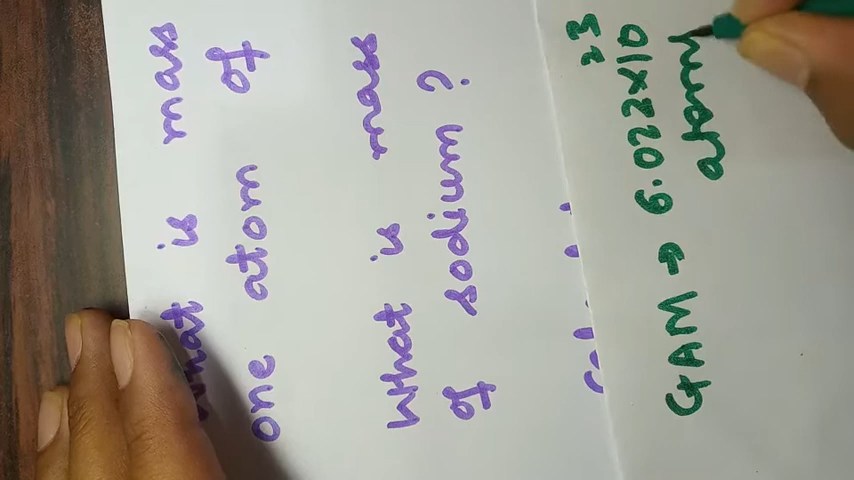 What is mass
one atom of
What is mass
of sodium ?
GAM → 6.022×10²³
atoms